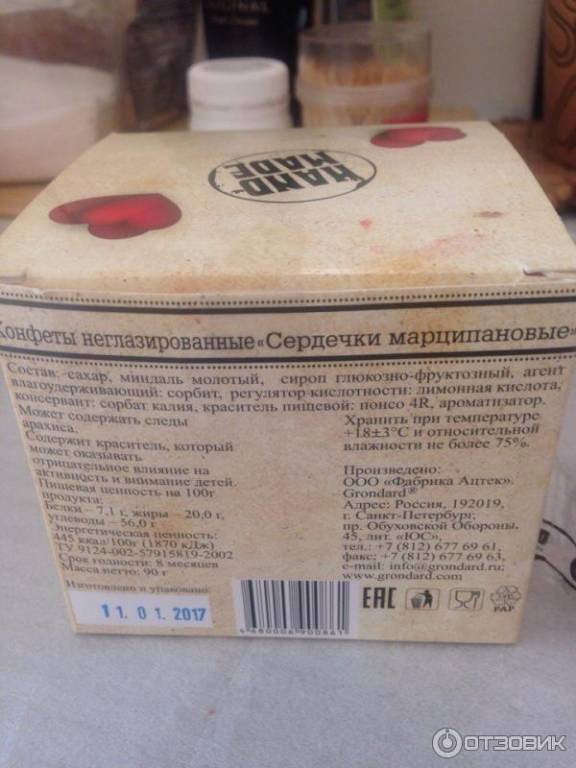 HAND
MADE
Конфеты неглазированные «Сердечки марципановые»
Состав: сахар, миндаль молотый, сироп глюкозно-фруктозный, агент
влагоудерживающий: сорбит, регулятор кислотности: лимонная кислота,
консервант: сорбат калия, краситель пищевой: понсо 4R, ароматизатор.
Может содержать следы
арахиса.
Содержит краситель, который
может оказывать
отрицательное влияние на
активность и внимание детей.
Пищевая ценность на 100г
продукта:
Белки – 7,1 г, жиры – 20,0 г,
углеводы – 56,0 г
Энергетическая ценность:
445 ккал/100г (1870 кДж)
ТУ 9124-002-57915819-2002
Срок годности: 8 месяцев
Масса нетто: 90 г
Изготовлено и упаковано:
11.01.2017
Хранить при температуре
+18±3°C и относительной
влажности не более 75%.
Произведено:
ООО «Фабрика Аптек».
Grondard®
Адрес: Россия, 192019,
г. Санкт-Петербург,
пр. Обуховской Обороны,
45, лит. «ЮС»,
тел.: +7 (812) 677 69 61,
факс: +7 (812) 677 69 63,
e-mail: info@grondard.ru;
www.grondard.ru
4 480006 900861
EAC
PAP
ОТЗОВИК